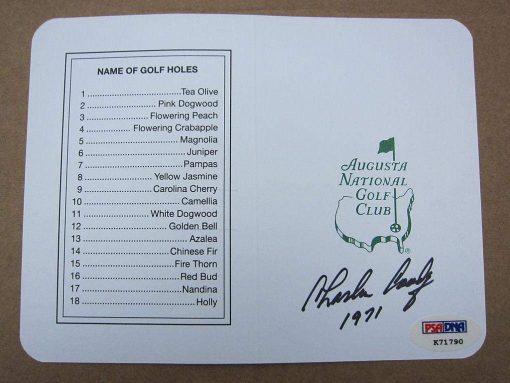 NAME OF GOLF HOLES
1 ..............................Tea Olive
2 ......................Pink Dogwood
3 ....................Flowering Peach
4 ..............Flowering Crabapple
5 .............................Magnolia
6 .................................Juniper
7 ...............................Pampas
8 ....................Yellow Jasmine
9 ....................Carolina Cherry
10 .............................Camellia
11 ....................White Dogwood
12 .........................Golden Bell
13 .................................Azalea
14 ..........................Chinese Fir
15 ...........................Fire Thorn
16 ............................Red Bud
17 ..............................Nandina
18 ..................................Holly
AUGUSTA
NATIONAL
GOLF
CLUB
®
Charles Coody
1971
PSA DNA
K71790